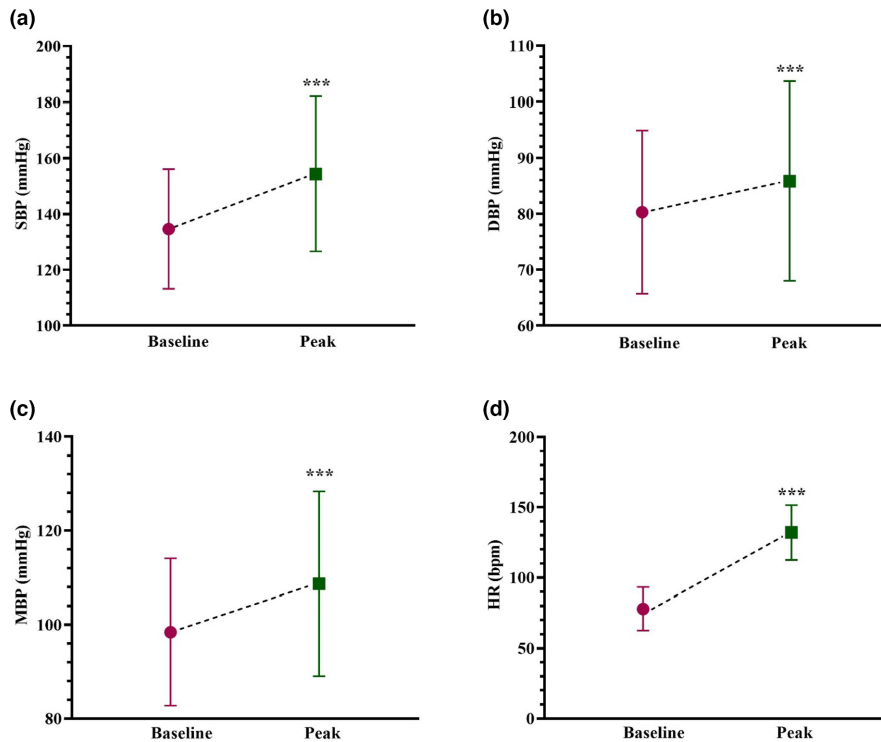 (a)
200
180
160
140
120
100
SBP (mmHg)
***
Baseline
Peak
(b)
110
100
90
80
70
60
DBP (mmHg)
***
Baseline
Peak
(c)
140
120
100
80
MBP (mmHg)
***
Baseline
Peak
(d)
200
150
100
50
0
HR (bpm)
***
Baseline
Peak